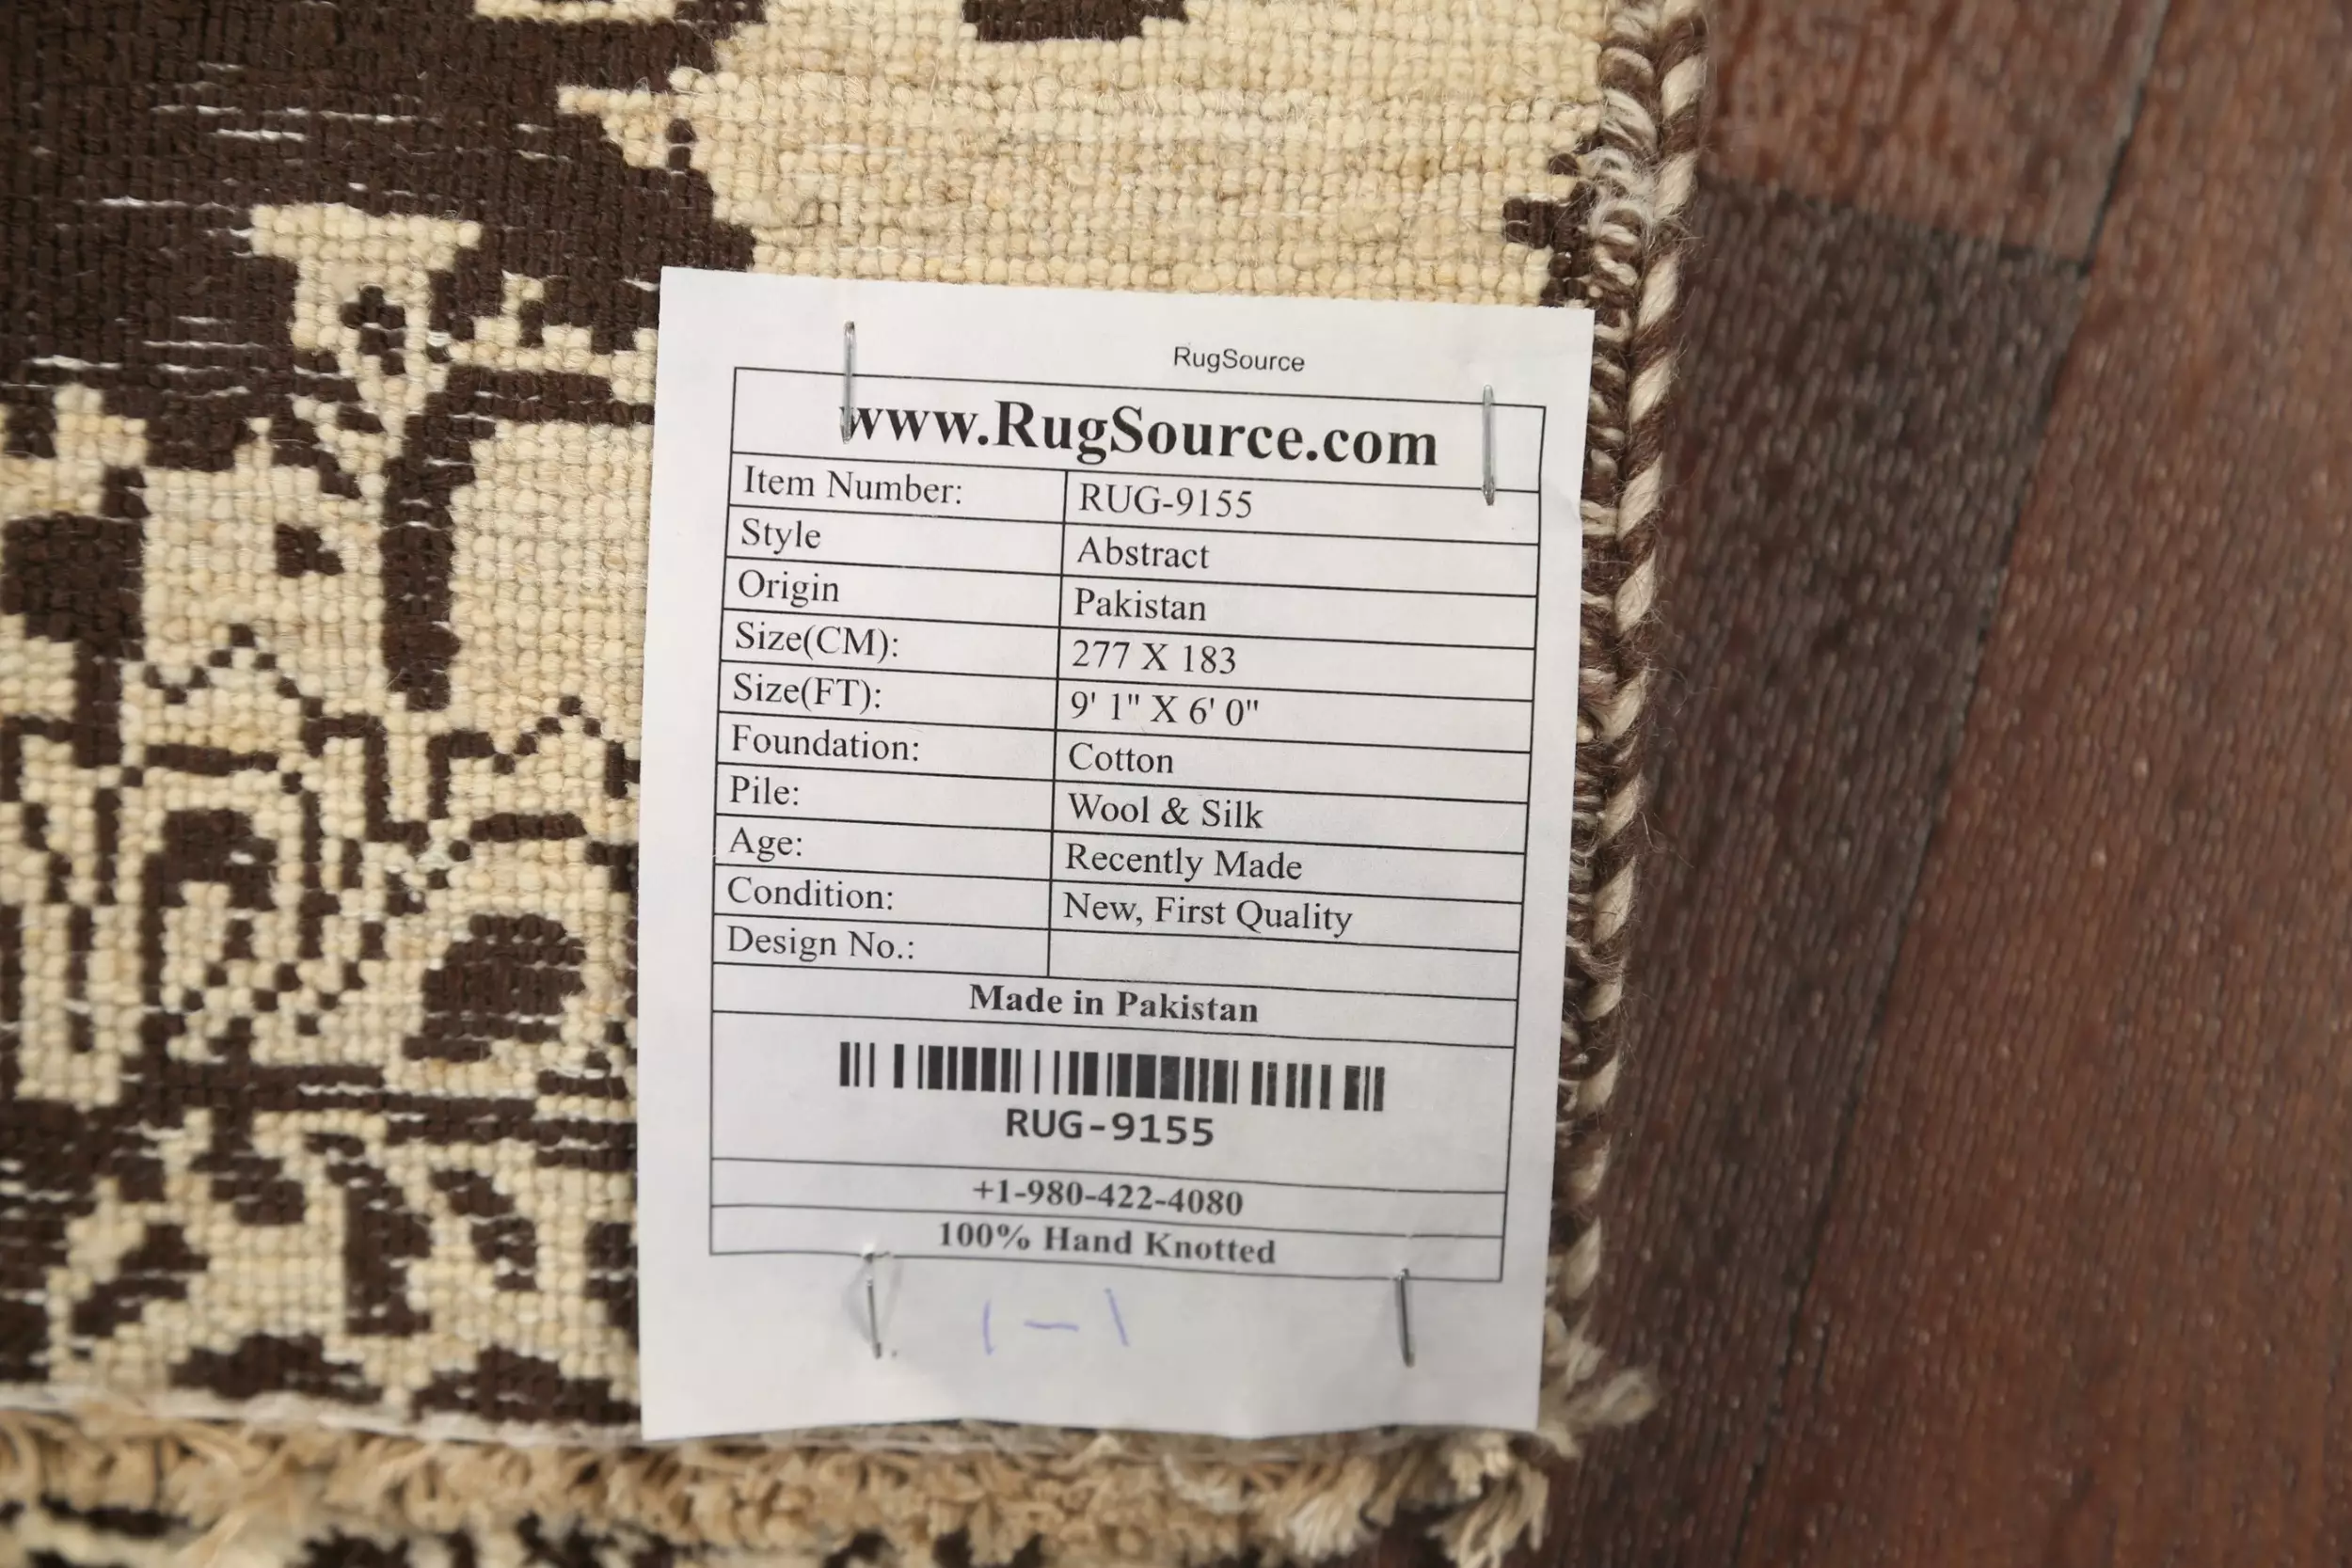 RugSource
www.RugSource.com
Item Number: RUG-9155
Style Abstract
Origin Pakistan
Size(CM): 277 X 183
Size(FT): 9' 1" X 6' 0"
Foundation: Cotton
Pile: Wool & Silk
Age: Recently Made
Condition: New, First Quality
Design No.:
Made in Pakistan
RUG-9155
+1-980-422-4080
100% Hand Knotted
1-1